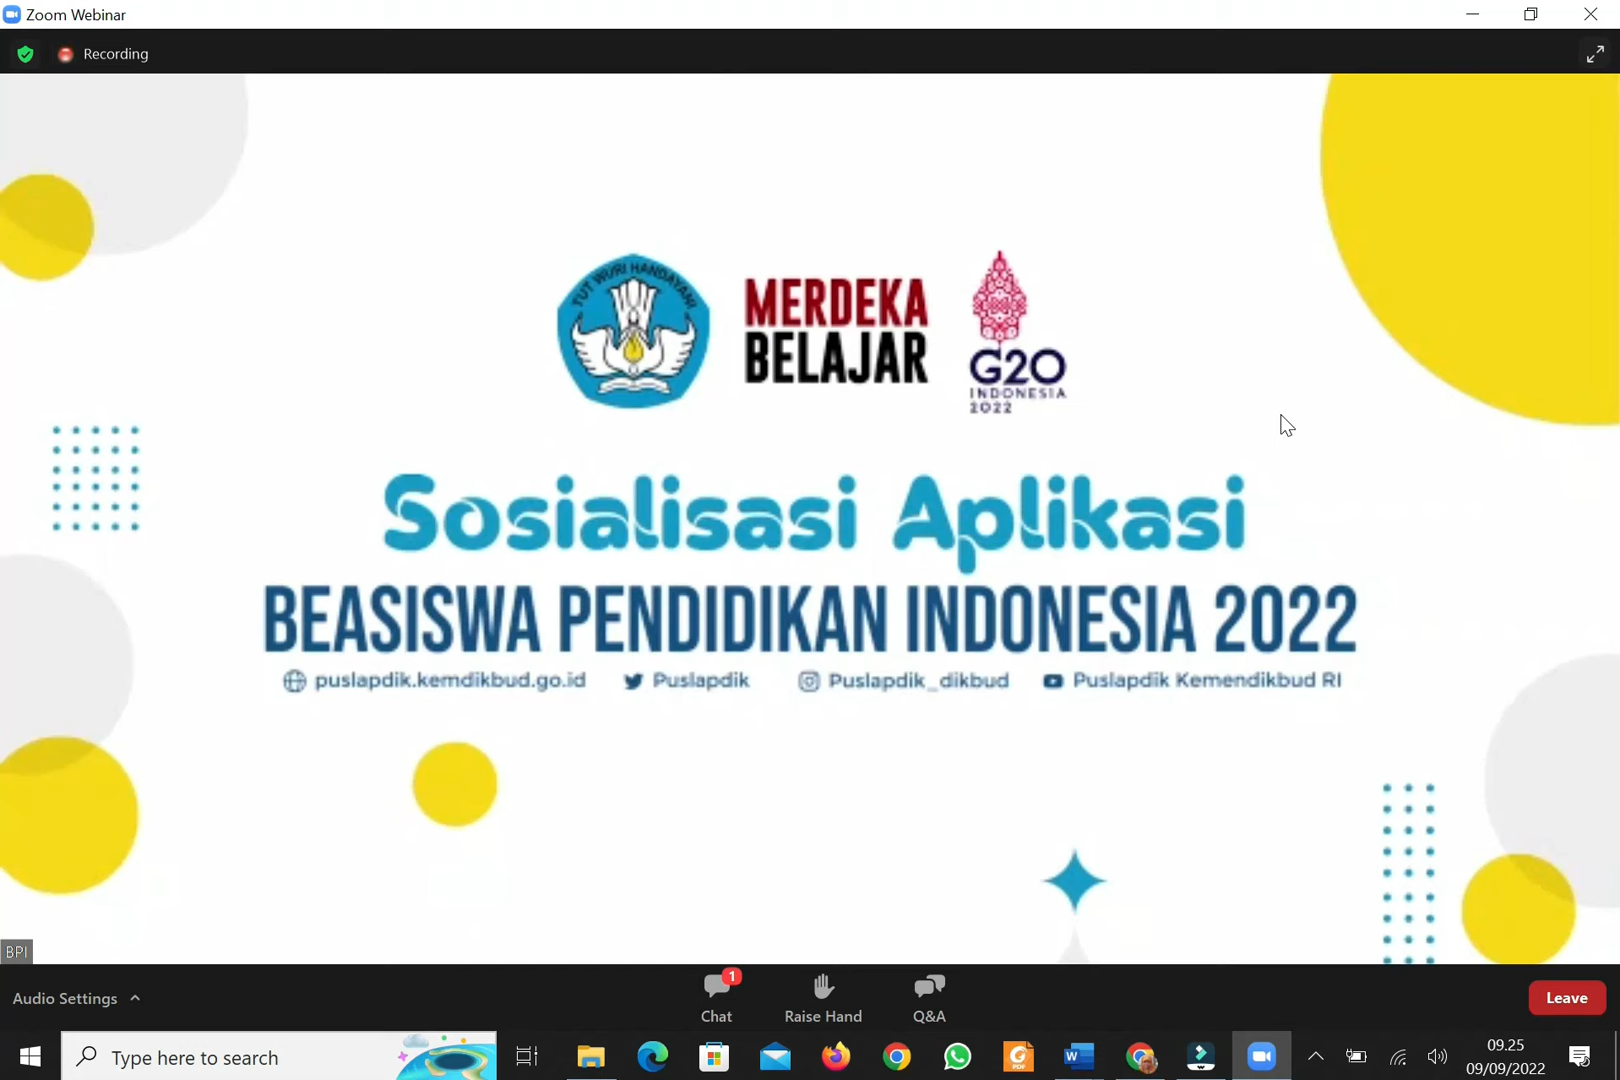 Zoom Webinar
Recording
TUT WURI HANDAYANI
MERDEKA
BELAJAR
G20
INDONESIA
2022
Sosialisasi Aplikasi
BEASISWA PENDIDIKAN INDONESIA 2022
puslapdik.kemdikbud.go.id Puslapdik Puslapdik_dikbud Puslapdik Kemendikbud RI
BPI
Audio Settings
1
Chat
Raise Hand
Q&A
Leave
Type here to search
PDF
W
W
09.25
09/09/2022